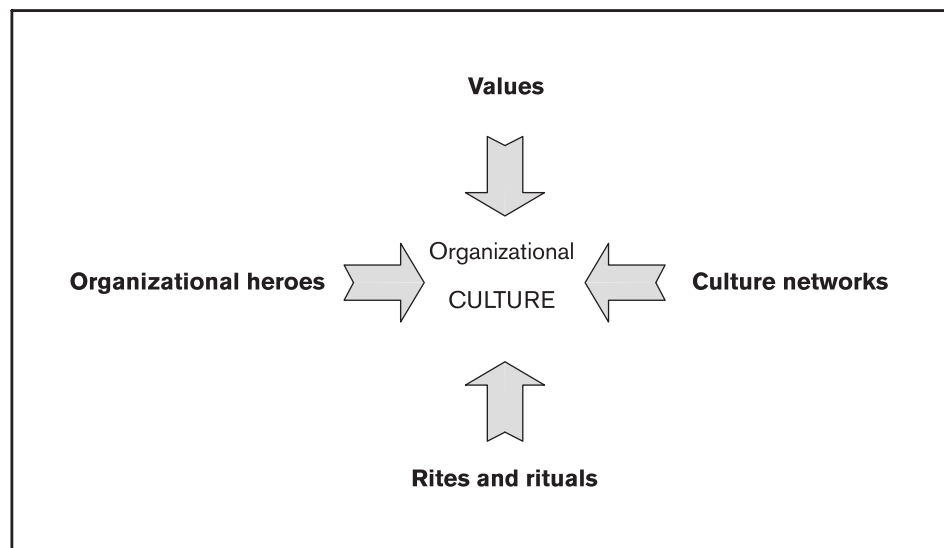 Values
Organizational
Organizational heroes
Culture networks
CULTURE
Rites and rituals